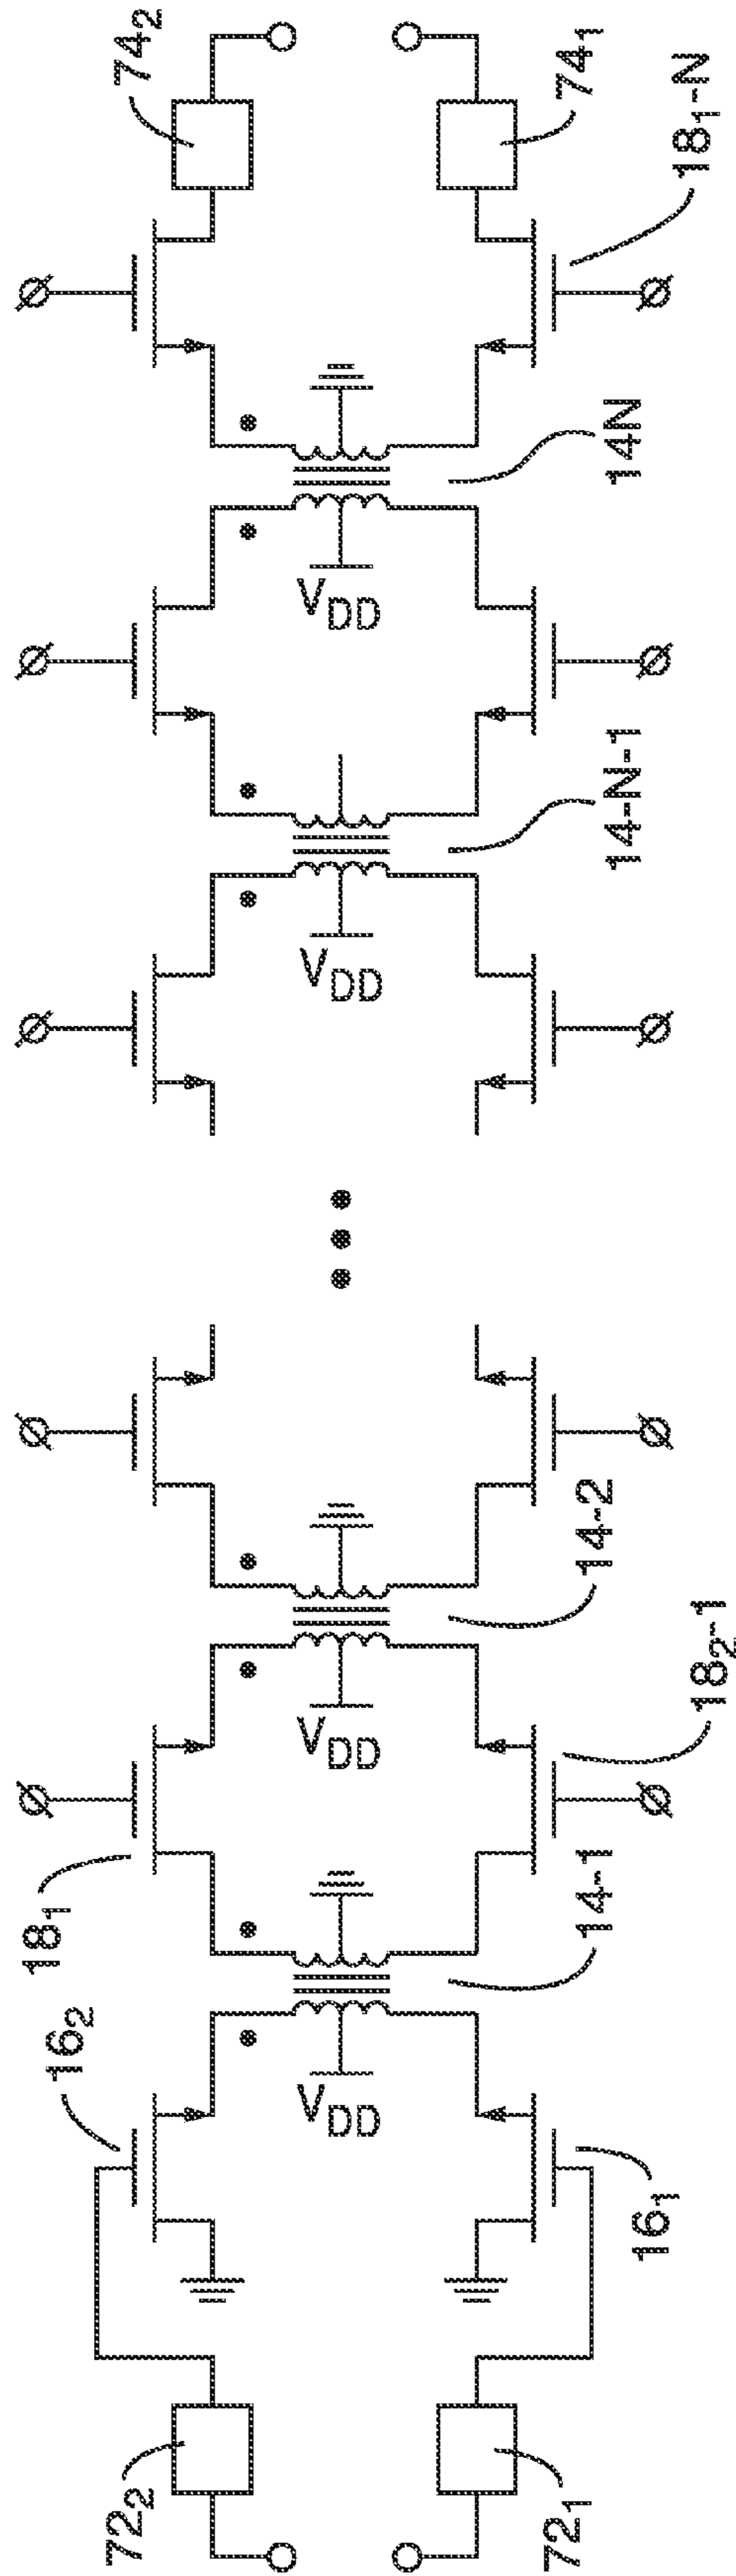 74₂
74₁
18₁-N
14N
V_DD
14-N-1
V_DD
14-2
V_DD
18₂-1
18₁
14-1
V_DD
16₂
16₁
72₂
72₁